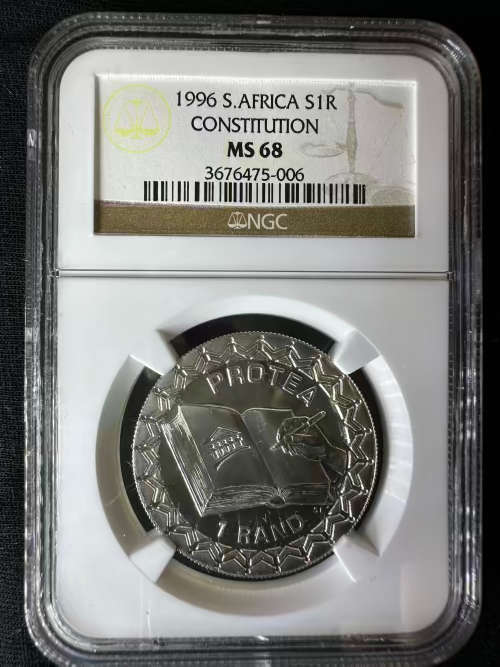 1996 S.AFRICA S1R
CONSTITUTION
MS 68
3676475-006
NGC
PROTEA
1 RAND